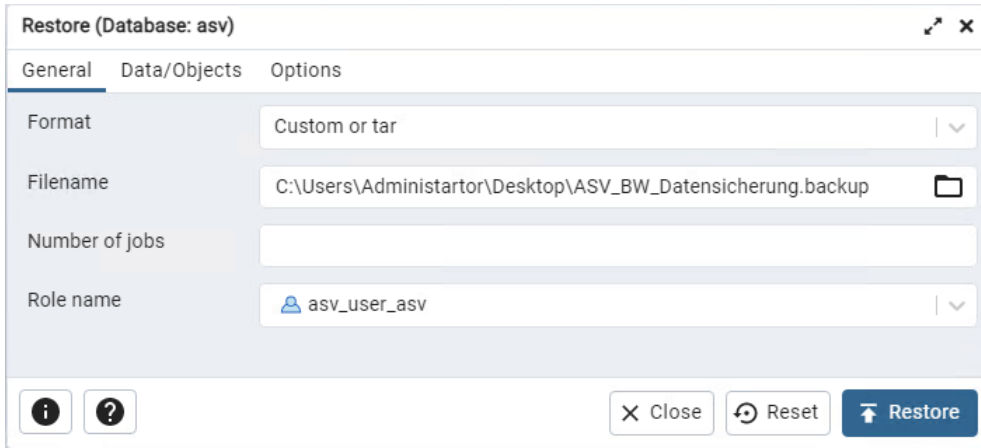 Restore (Database: asv)
General Data/Objects Options
Format Custom or tar
Filename C:\Users\Administartor\Desktop\ASV_BW_Datensicherung.backup
Number of jobs
Role name asv_user_asv
Close Reset Restore